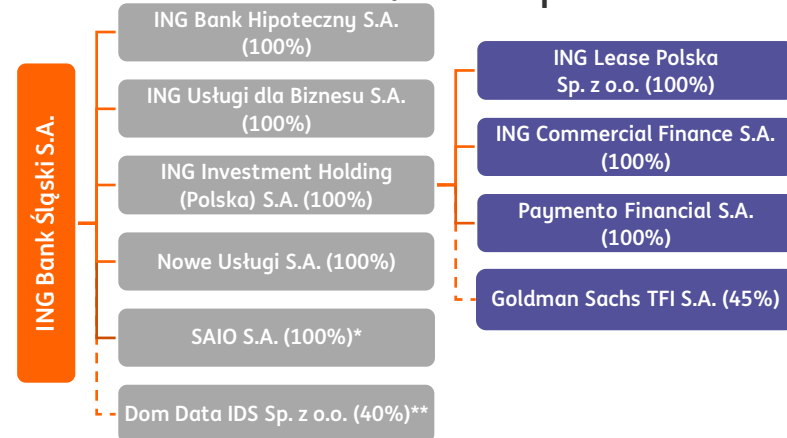 ING Bank Śląski S.A.
ING Bank Hipoteczny S.A.
(100%)
ING Usługi dla Biznesu S.A.
(100%)
ING Investment Holding
(Polska) S.A. (100%)
Nowe Usługi S.A. (100%)
SAIO S.A. (100%)*
Dom Data IDS Sp. z o.o. (40%)**
ING Lease Polska
Sp. z o.o. (100%)
ING Commercial Finance S.A.
(100%)
Paymento Financial S.A.
(100%)
Goldman Sachs TFI S.A. (45%)